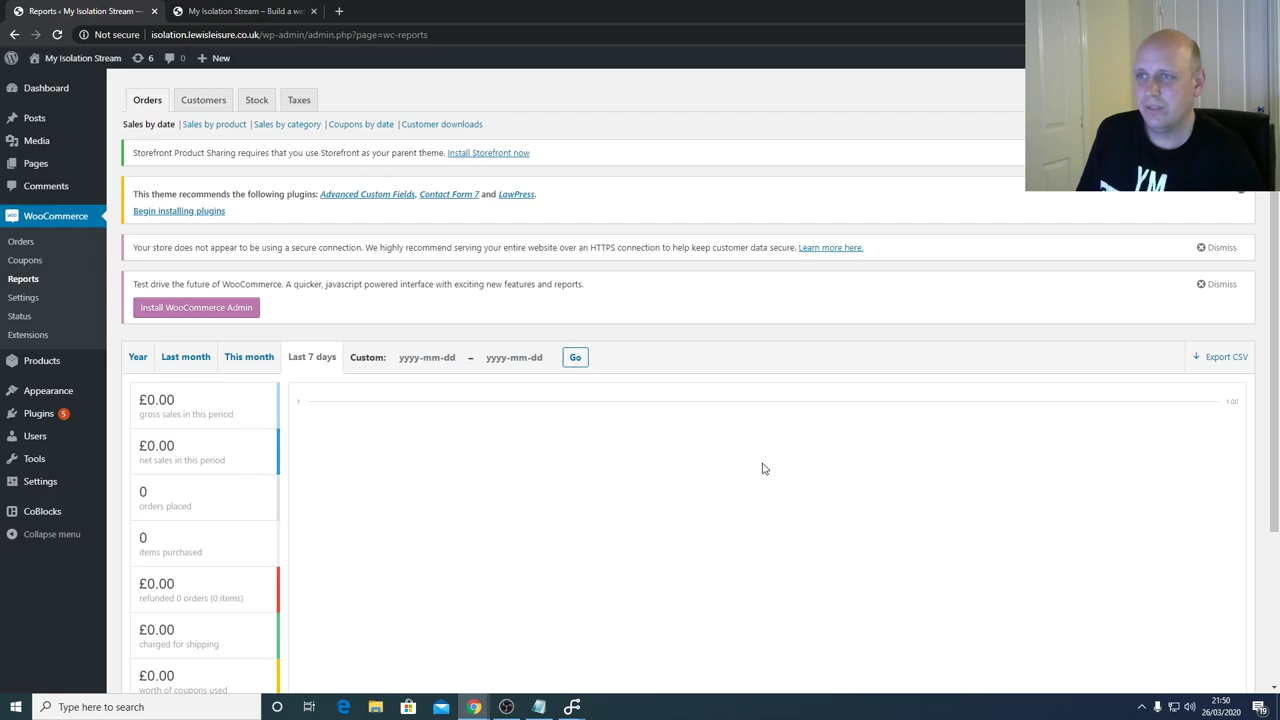 Reports ‹ My Isolation Stream —
My Isolation Stream – Build a we
Not secure
isolation.lewisleisure.co.uk/wp-admin/admin.php?page=wc-reports
My Isolation Stream
6
0
New
Dashboard
Posts
Media
Pages
Comments
WooCommerce
Orders
Coupons
Reports
Settings
Status
Extensions
Products
Appearance
Plugins 5
Users
Tools
Settings
CoBlocks
Collapse menu
Orders
Customers
Stock
Taxes
Sales by date | Sales by product | Sales by category | Coupons by date | Customer downloads
Storefront Product Sharing requires that you use Storefront as your parent theme. Install Storefront now
This theme recommends the following plugins: Advanced Custom Fields, Contact Form 7 and LawPress.
Begin installing plugins
Your store does not appear to be using a secure connection. We highly recommend serving your entire website over an HTTPS connection to help keep customer data secure. Learn more here.
Dismiss
Test drive the future of WooCommerce. A quicker, javascript powered interface with exciting new features and reports.
Dismiss
Install WooCommerce Admin
Year
Last month
This month
Last 7 days
Custom:
yyyy-mm-dd
–
yyyy-mm-dd
Go
Export CSV
£0.00
gross sales in this period
£0.00
net sales in this period
0
orders placed
0
items purchased
£0.00
refunded 0 orders (0 items)
£0.00
charged for shipping
£0.00
worth of coupons used
1
1.00
YM
Type here to search
21:50
26/03/2020
19